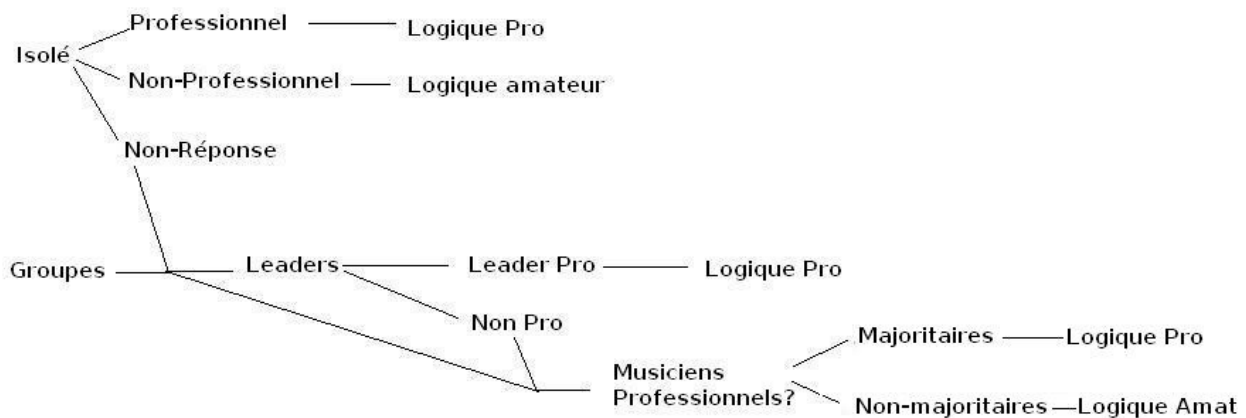 Professionnel
Logique Pro
Isolé
Non-Professionnel
Logique amateur
Non-Réponse
Groupes
Leaders
Leader Pro
Logique Pro
Non Pro
Musiciens
Professionnels?
Majoritaires
Logique Pro
Non-majoritaires
Logique Amat